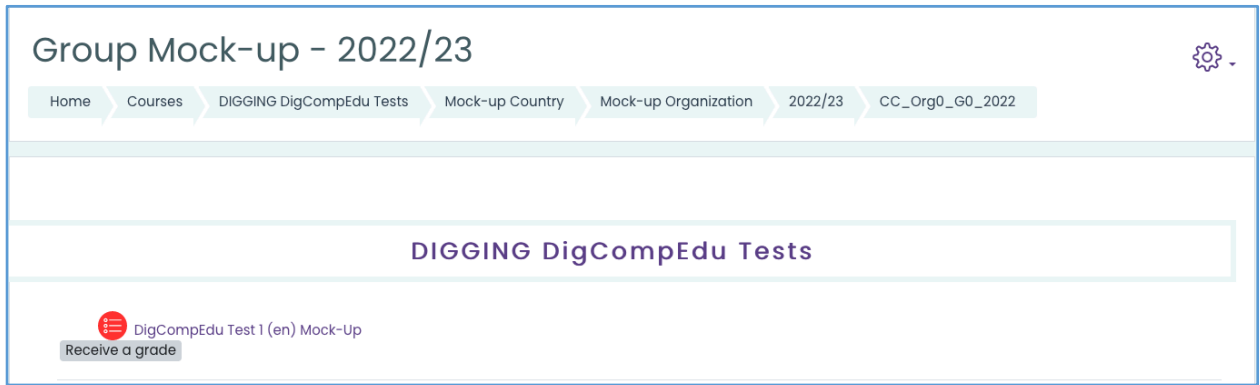 Group Mock-up - 2022/23
Home Courses DIGGING DigCompEdu Tests Mock-up Country Mock-up Organization 2022/23 CC_Org0_G0_2022
DIGGING DigCompEdu Tests
DigCompEdu Test 1 (en) Mock-Up
Receive a grade